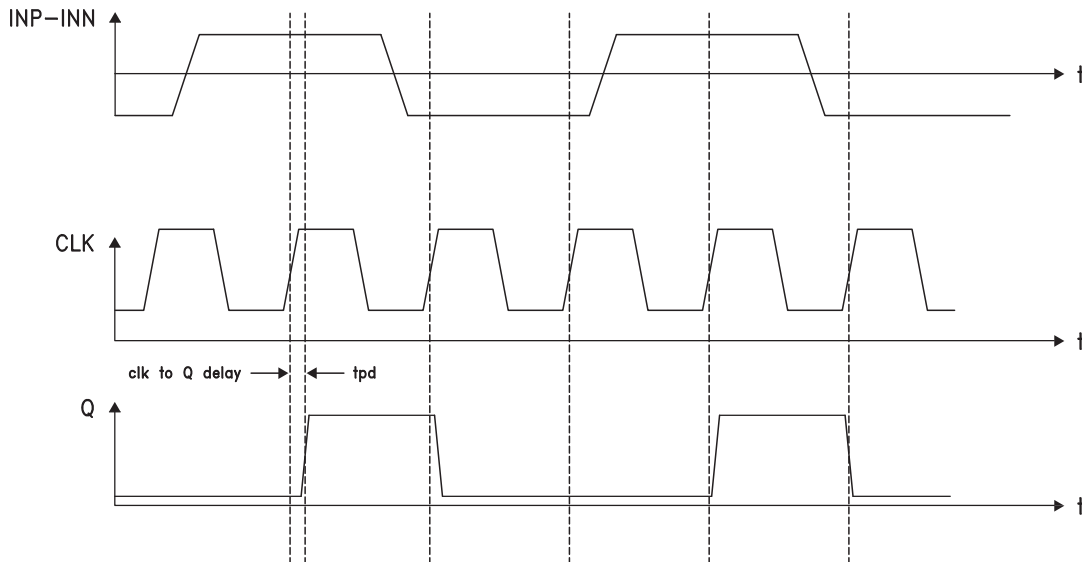 INP-INN
t
CLK
t
clk to Q delay
tpd
Q
t